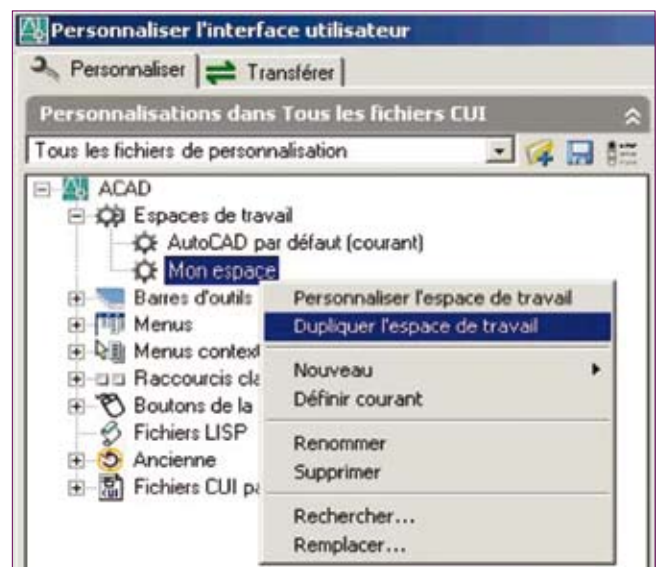 Personnaliser l'interface utilisateur
Personnaliser
Transférer
Personnalisations dans Tous les fichiers CUI
Tous les fichiers de personnalisation
ACAD
Espaces de travail
AutoCAD par défaut (courant)
Mon espace
Barres d'outils
Menus
Menus context
Raccourcis cla
Boutons de la
Fichiers LISP
Ancienne
Fichiers CUI pa
Personnaliser l'espace de travail
Dupliquer l'espace de travail
Nouveau
Définir courant
Renommer
Supprimer
Rechercher...
Remplacer...